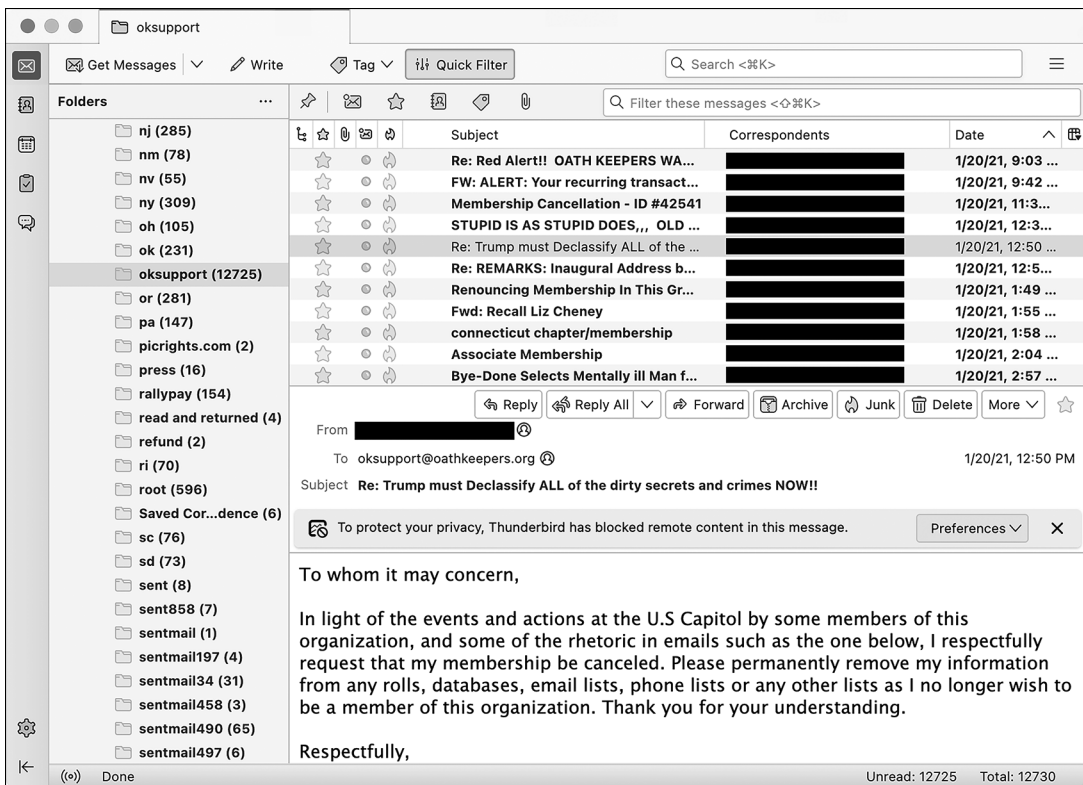 oksupport
Get Messages Write Tag Quick Filter Search <⌘K>
Folders ...
Filter these messages <⇧⌘K>
nj (285)
nm (78)
nv (55)
ny (309)
oh (105)
ok (231)
oksupport (12725)
or (281)
pa (147)
picrights.com (2)
press (16)
rallypay (154)
read and returned (4)
refund (2)
ri (70)
root (596)
Saved Cor...dence (6)
sc (76)
sd (73)
sent (8)
sent858 (7)
sentmail (1)
sentmail197 (4)
sentmail34 (31)
sentmail458 (3)
sentmail490 (65)
sentmail497 (6)
Subject Correspondents Date
Re: Red Alert!! OATH KEEPERS WA... 1/20/21, 9:03 ...
FW: ALERT: Your recurring transact... 1/20/21, 9:42 ...
Membership Cancellation - ID #42541 1/20/21, 11:3...
STUPID IS AS STUPID DOES,,, OLD ... 1/20/21, 12:3...
Re: Trump must Declassify ALL of the ... 1/20/21, 12:50 ...
Re: REMARKS: Inaugural Address b... 1/20/21, 12:5...
Renouncing Membership In This Gr... 1/20/21, 1:49 ...
Fwd: Recall Liz Cheney 1/20/21, 1:55 ...
connecticut chapter/membership 1/20/21, 1:58 ...
Associate Membership 1/20/21, 2:04 ...
Bye-Done Selects Mentally ill Man f... 1/20/21, 2:57 ...
Reply Reply All Forward Archive Junk Delete More
From
To oksupport@oathkeepers.org 1/20/21, 12:50 PM
Subject Re: Trump must Declassify ALL of the dirty secrets and crimes NOW!!
To protect your privacy, Thunderbird has blocked remote content in this message. Preferences
To whom it may concern,
In light of the events and actions at the U.S Capitol by some members of this
organization, and some of the rhetoric in emails such as the one below, I respectfully
request that my membership be canceled. Please permanently remove my information
from any rolls, databases, email lists, phone lists or any other lists as I no longer wish to
be a member of this organization. Thank you for your understanding.
Respectfully,
Done Unread: 12725 Total: 12730